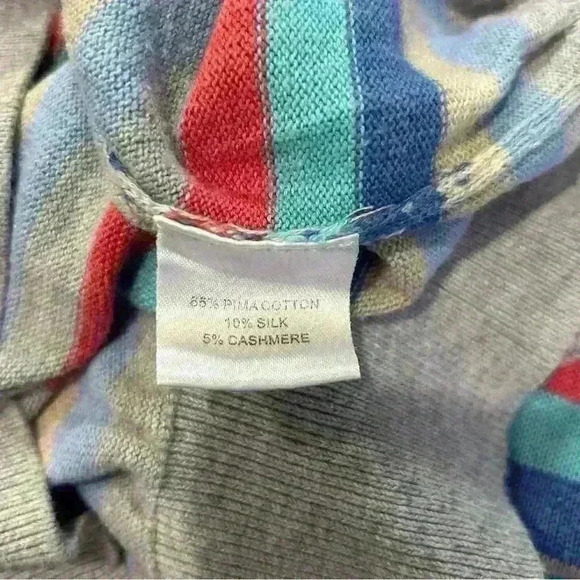 85% PIMA COTTON
10% SILK
5% CASHMERE